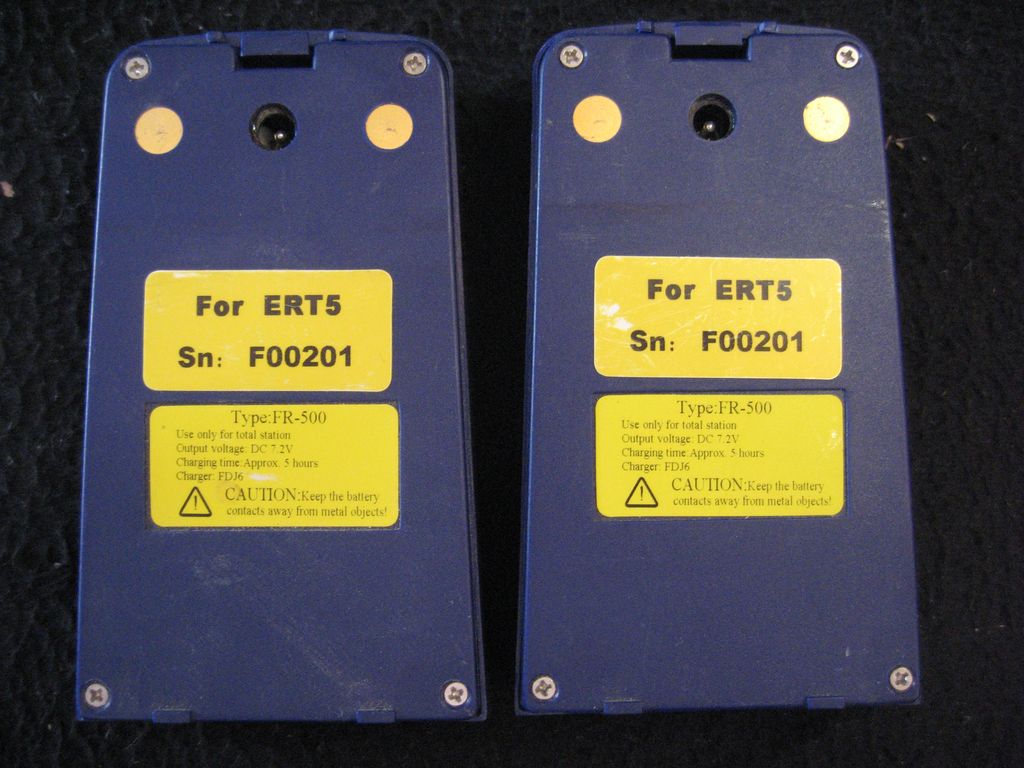 For ERT5
Sn: F00201
Type:FR-500
Use only for total station
Output voltage: DC 7.2V
Charging time:Approx. 5 hours
Charger: FDJ6
CAUTION:Keep the battery
contacts away from metal objects!
For ERT5
Sn: F00201
Type:FR-500
Use only for total station
Output voltage: DC 7.2V
Charging time:Approx. 5 hours
Charger: FDJ6
CAUTION:Keep the battery
contacts away from metal objects!